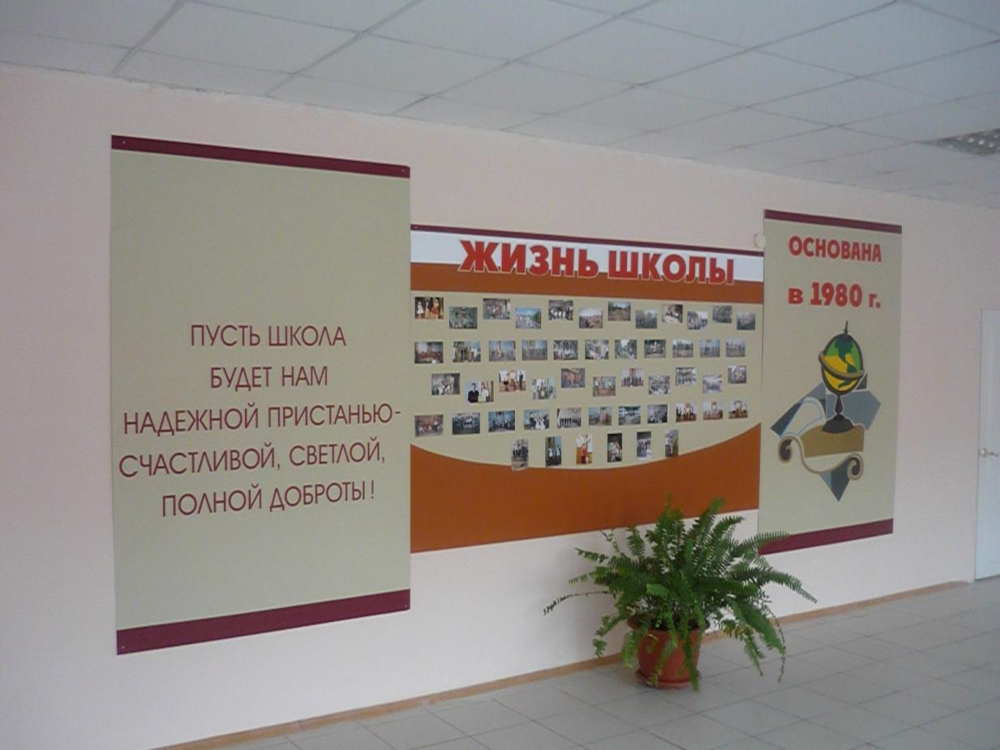 ПУСТЬ ШКОЛА
БУДЕТ НАМ
НАДЕЖНОЙ ПРИСТАНЬЮ-
СЧАСТЛИВОЙ, СВЕТЛОЙ,
ПОЛНОЙ ДОБРОТЫ!
ЖИЗНЬ ШКОЛЫ
ОСНОВАНА
в 1980 г.